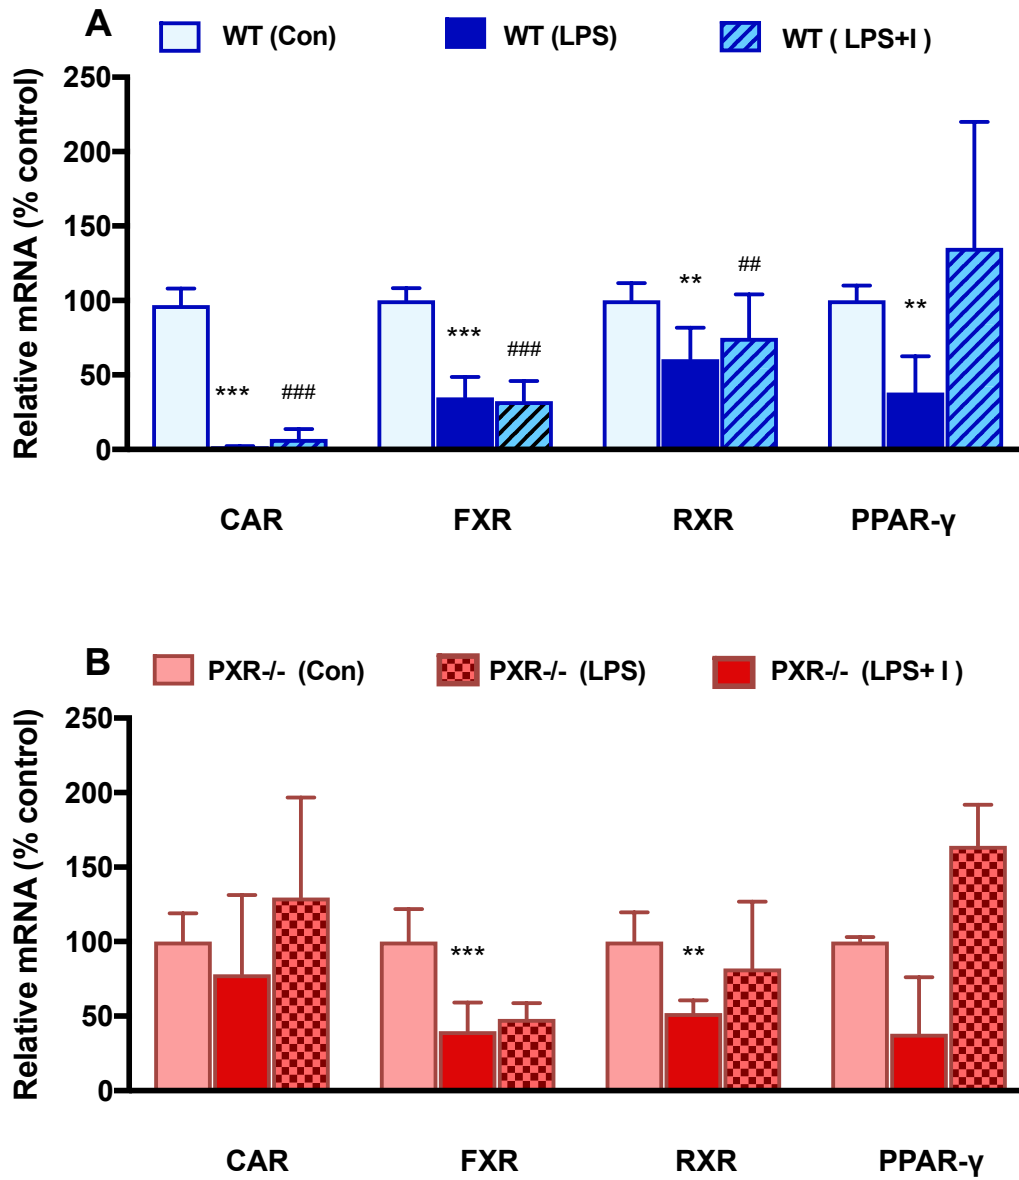 A
WT (Con)
WT (LPS)
WT ( LPS+I )
Relative mRNA (% control)
250
200
150
100
50
0
***
###
***
###
**
##
**
CAR
FXR
RXR
PPAR-γ
B
PXR-/- (Con)
PXR-/- (LPS)
PXR-/- (LPS+ I )
Relative mRNA (% control)
250
200
150
100
50
0
***
**
CAR
FXR
RXR
PPAR-γ